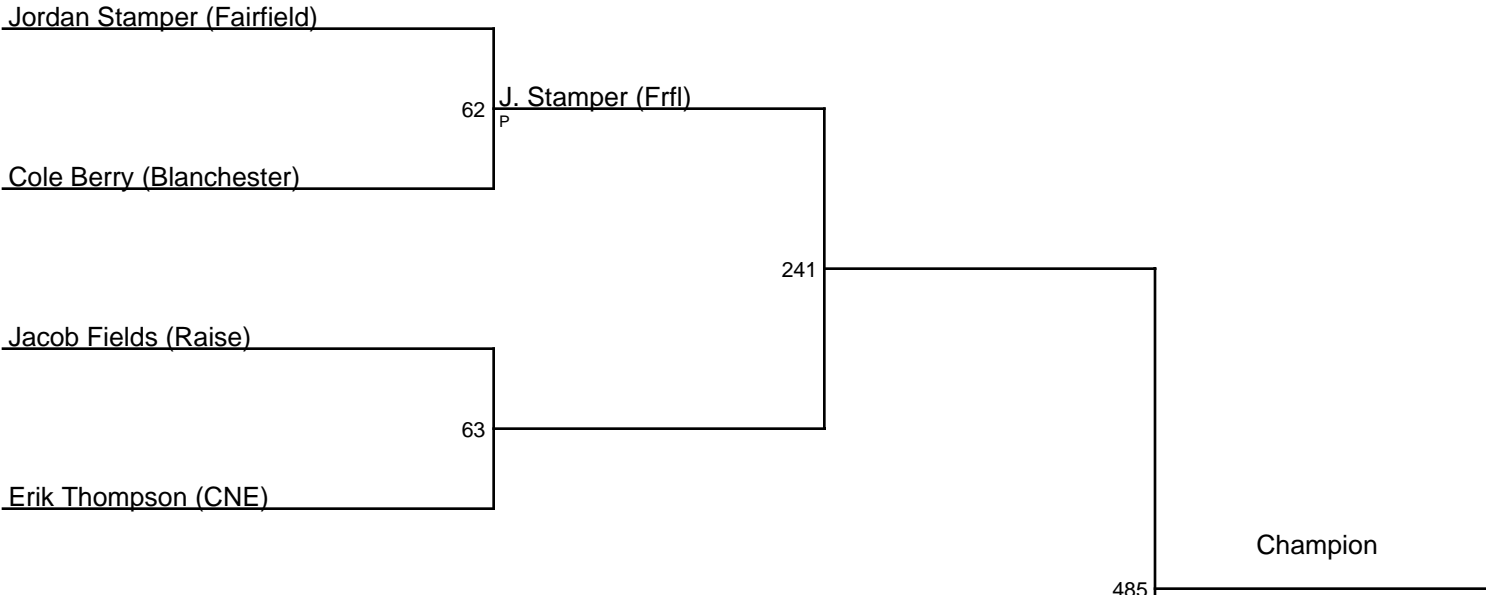 Jordan Stamper (Fairfield)
62
J. Stamper (Frfl)
P
Cole Berry (Blanchester)
241
Jacob Fields (Raise)
63
Erik Thompson (CNE)
Champion
485